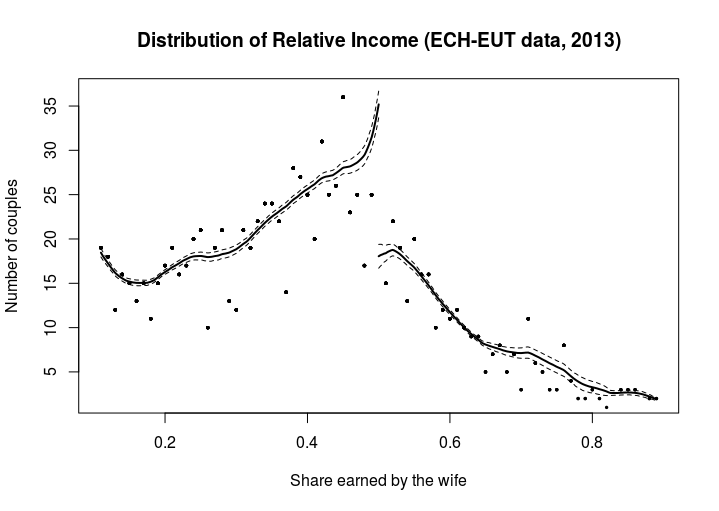 Distribution of Relative Income (ECH-EUT data, 2013)
Number of couples
35
30
25
20
15
10
5
0.2 0.4 0.6 0.8
Share earned by the wife